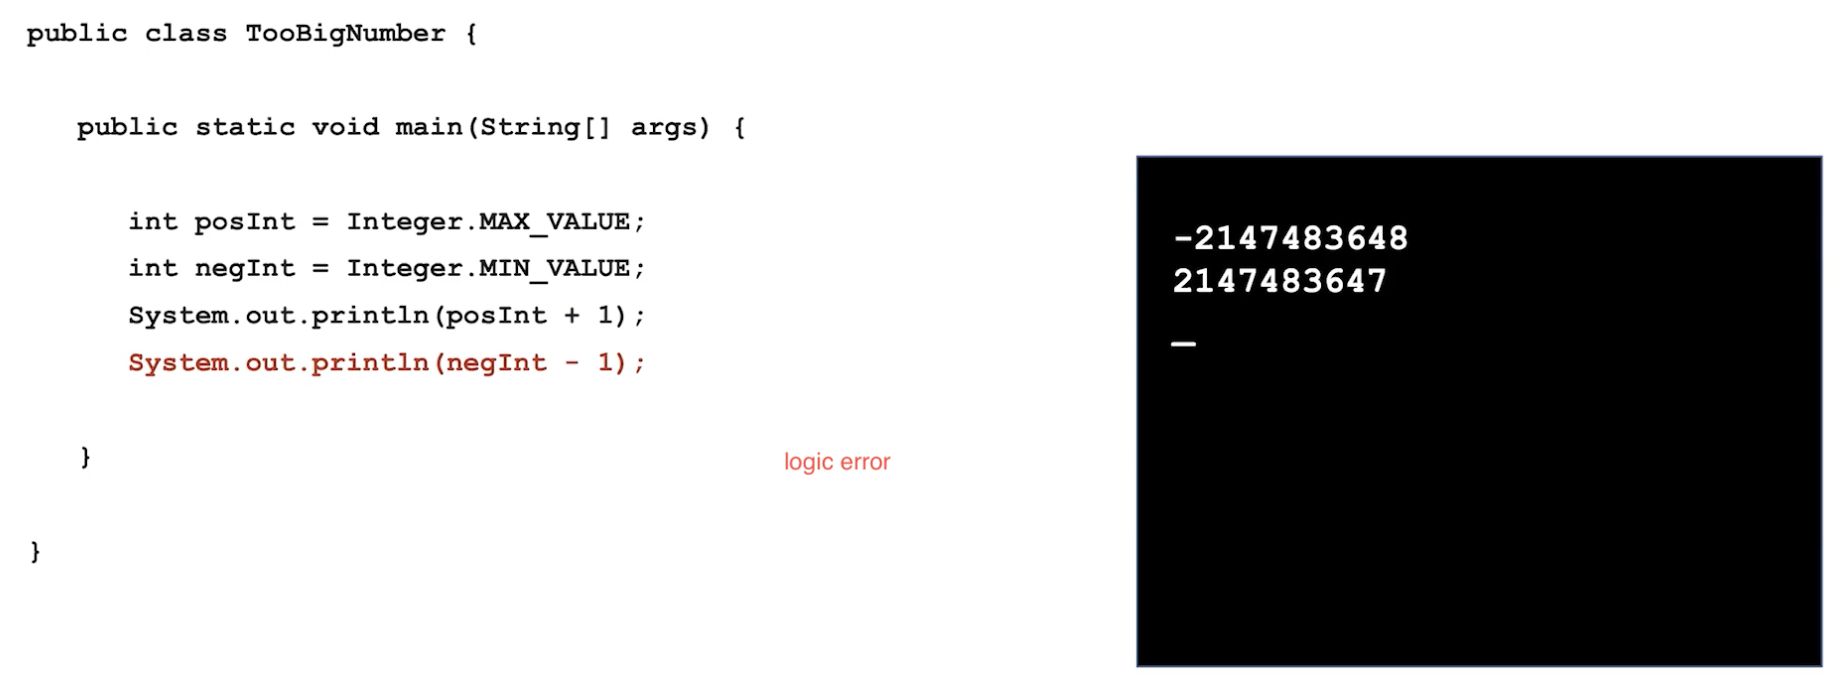 public class TooBigNumber {
public static void main(String[] args) {
int posInt = Integer.MAX_VALUE;
int negInt = Integer.MIN_VALUE;
System.out.println(posInt + 1);
System.out.println(negInt - 1);
}
logic error
}
-2147483648
2147483647
_